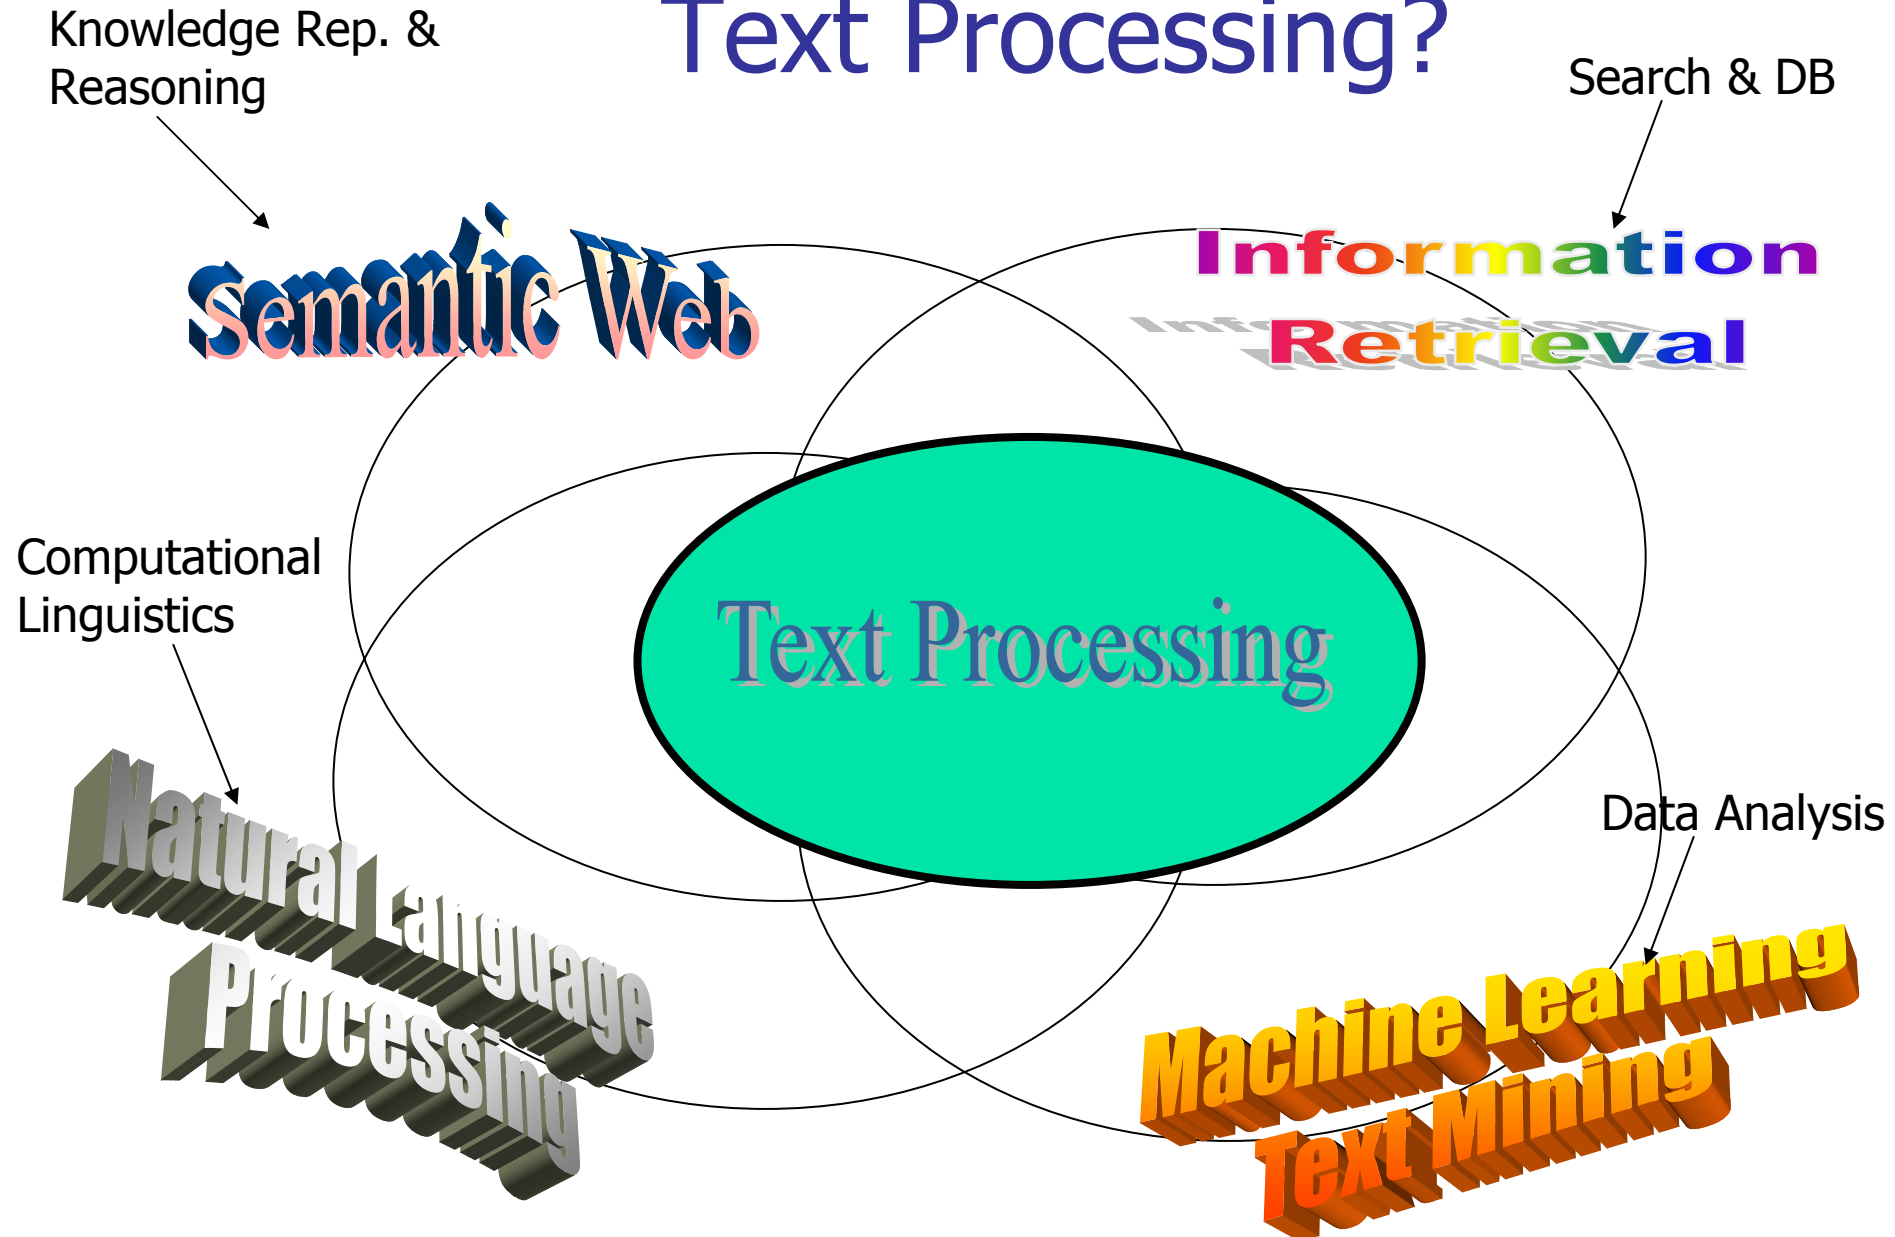 Text Processing?
Knowledge Rep. &
Reasoning
Search & DB
Semantic Web
Information
Retrieval
Computational
Linguistics
Text Processing
Natural Language
Processing
Data Analysis
Machine Learning
Text Mining